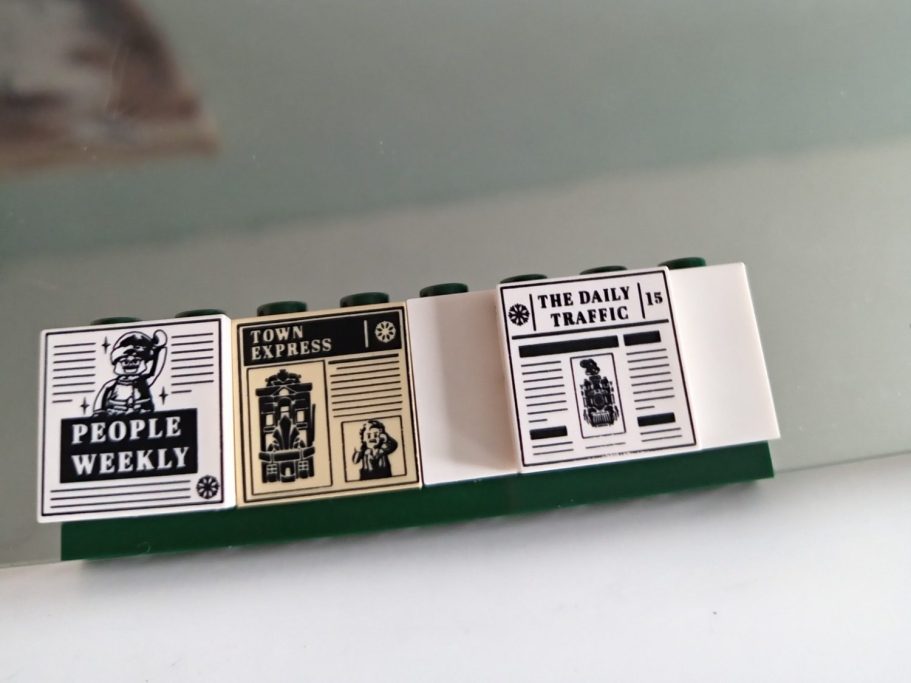 PEOPLE
WEEKLY
TOWN
EXPRESS
THE DAILY
TRAFFIC
15